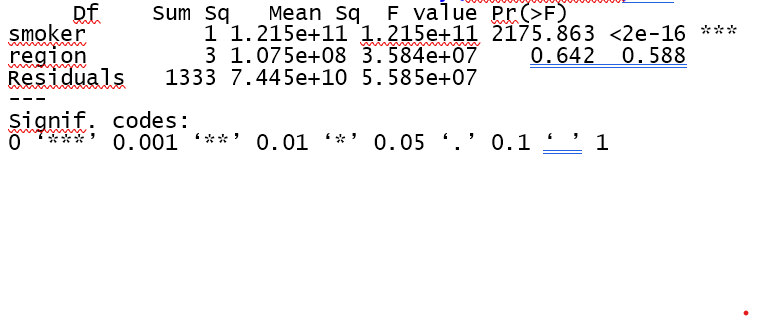 Df Sum Sq Mean Sq F value Pr(>F)
smoker 1 1.215e+11 1.215e+11 2175.863 <2e-16 ***
region 3 1.075e+08 3.584e+07 0.642 0.588
Residuals 1333 7.445e+10 5.585e+07
---
Signif. codes:
0 ‘***’ 0.001 ‘**’ 0.01 ‘*’ 0.05 ‘.’ 0.1 ‘ ’ 1